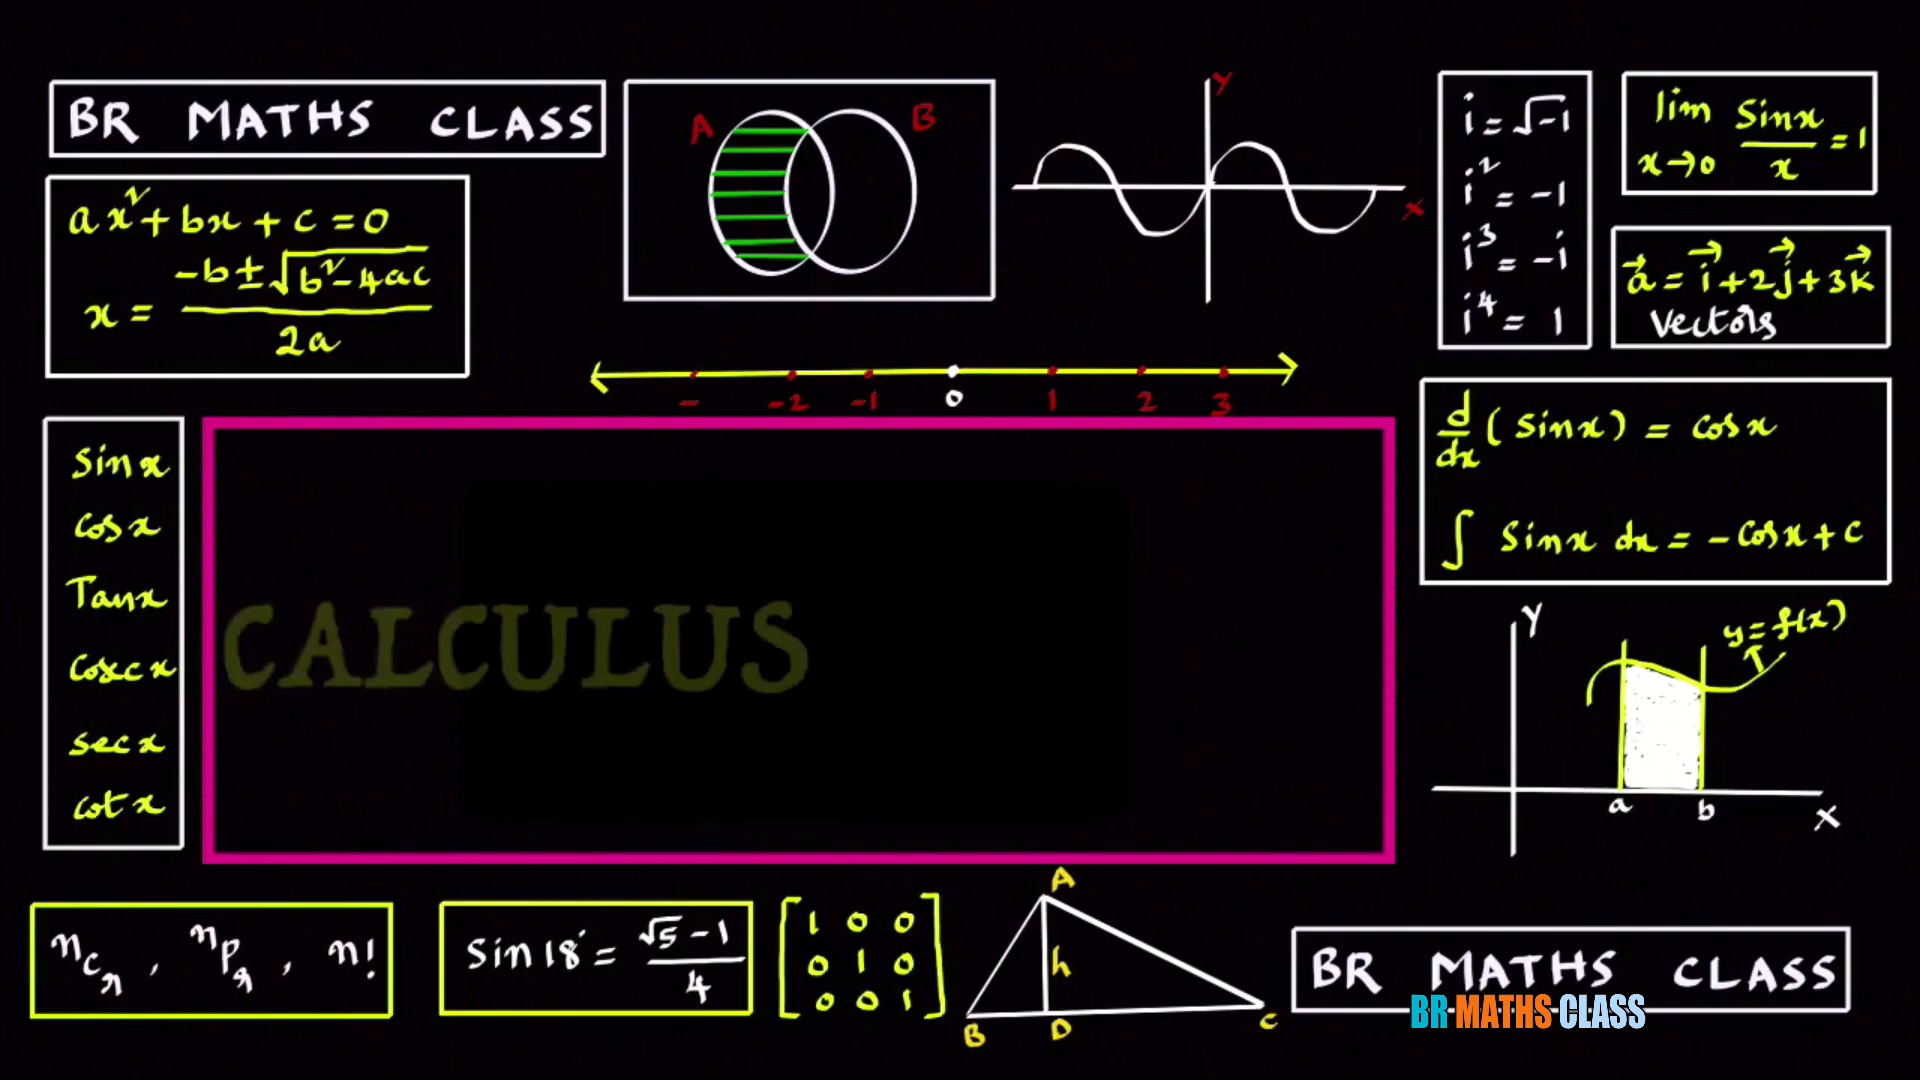 BR MATHS CLASS
ax²+bx+c=0
x = (-b±√(b²-4ac))/2a
A B
Y
X
i=√-1
i²=-1
i³=-i
i⁴=1
lim x→0 Sinx/x =1
a⃗ = i⃗+2j⃗+3k⃗
Vectors
- -2 -1 0 1 2 3
Sinx
Cosx
Tanx
Cosecx
secx
cotx
CALCULUS
d/dx (Sinx) = Cosx
∫ Sinx dx = -Cosx+c
Y
y=f(x)
a b
X
ⁿCᵣ, ⁿPᵣ, n!
Sin18° = (√5-1)/4
1 0 0
0 1 0
0 0 1
A
h
B D C
BR MATHS CLASS
BR MATHS CLASS